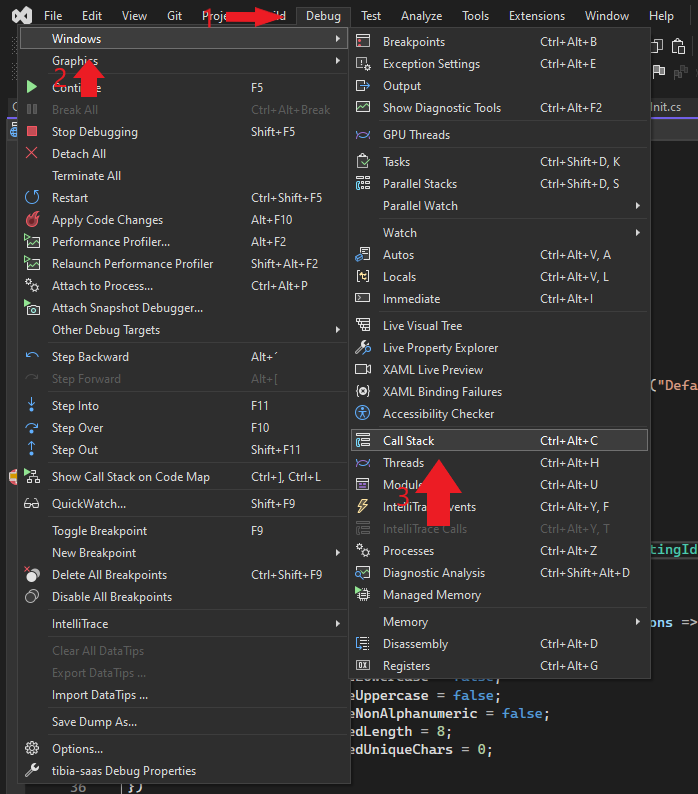 File Edit View Git Build Debug Test Analyze Tools Extensions Window Help
1
Init.cs
Windows
Graphics
2
Continue F5
Break All Ctrl+Alt+Break
Stop Debugging Shift+F5
Detach All
Terminate All
Restart Ctrl+Shift+F5
Apply Code Changes Alt+F10
Performance Profiler... Alt+F2
Relaunch Performance Profiler Shift+Alt+F2
Attach to Process... Ctrl+Alt+P
Attach Snapshot Debugger...
Other Debug Targets
Step Backward Alt+´
Step Forward Alt+[
Step Into F11
Step Over F10
Step Out Shift+F11
Show Call Stack on Code Map Ctrl+], Ctrl+L
QuickWatch... Shift+F9
Toggle Breakpoint F9
New Breakpoint
Delete All Breakpoints Ctrl+Shift+F9
Disable All Breakpoints
IntelliTrace
Clear All DataTips
Export DataTips ...
Import DataTips ...
Save Dump As...
Options...
tibia-saas Debug Properties
Breakpoints Ctrl+Alt+B
Exception Settings Ctrl+Alt+E
Output
Show Diagnostic Tools Ctrl+Alt+F2
GPU Threads
Tasks Ctrl+Shift+D, K
Parallel Stacks Ctrl+Shift+D, S
Parallel Watch
Watch
Autos Ctrl+Alt+V, A
Locals Ctrl+Alt+V, L
Immediate Ctrl+Alt+I
Live Visual Tree
Live Property Explorer
XAML Live Preview
XAML Binding Failures
Accessibility Checker
Call Stack Ctrl+Alt+C
Threads Ctrl+Alt+H
Modules Ctrl+Alt+U
3
IntelliTrace Events Ctrl+Alt+Y, F
IntelliTrace Calls Ctrl+Alt+Y, T
Processes Ctrl+Alt+Z
Diagnostic Analysis Ctrl+Shift+Alt+D
Managed Memory
Memory
Disassembly Ctrl+Alt+D
Registers Ctrl+Alt+G
("Defa
tingId
ons =>
eLowercase = false;
eUppercase = false;
eNonAlphanumeric = false;
edLength = 8;
edUniqueChars = 0;
36 })